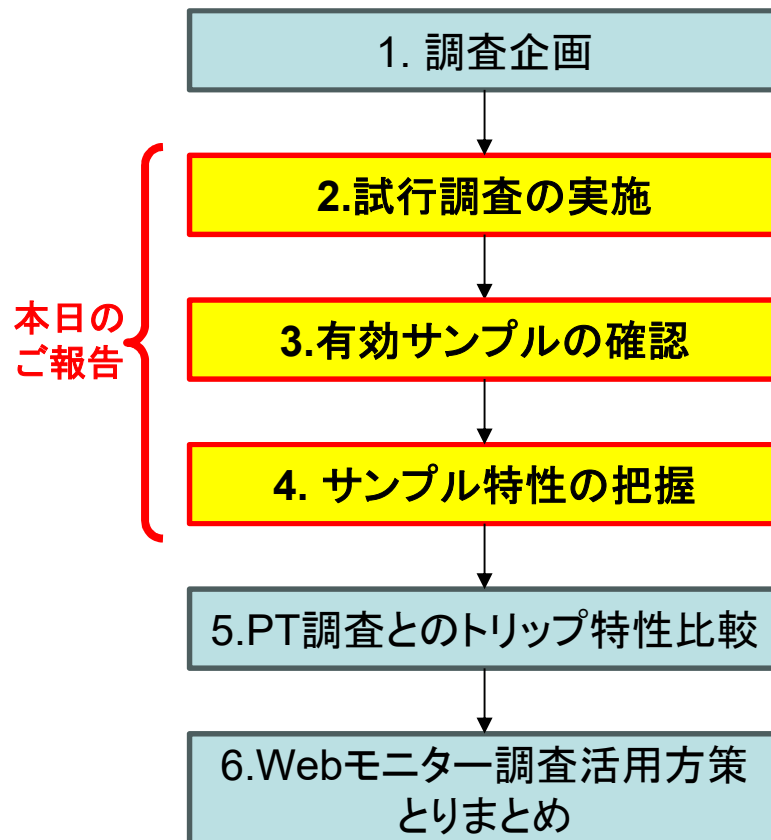 1. 調査企画
2.試行調査の実施
本日の
ご報告
3.有効サンプルの確認
4. サンプル特性の把握
5.PT調査とのトリップ特性比較
6.Webモニター調査活用方策
とりまとめ